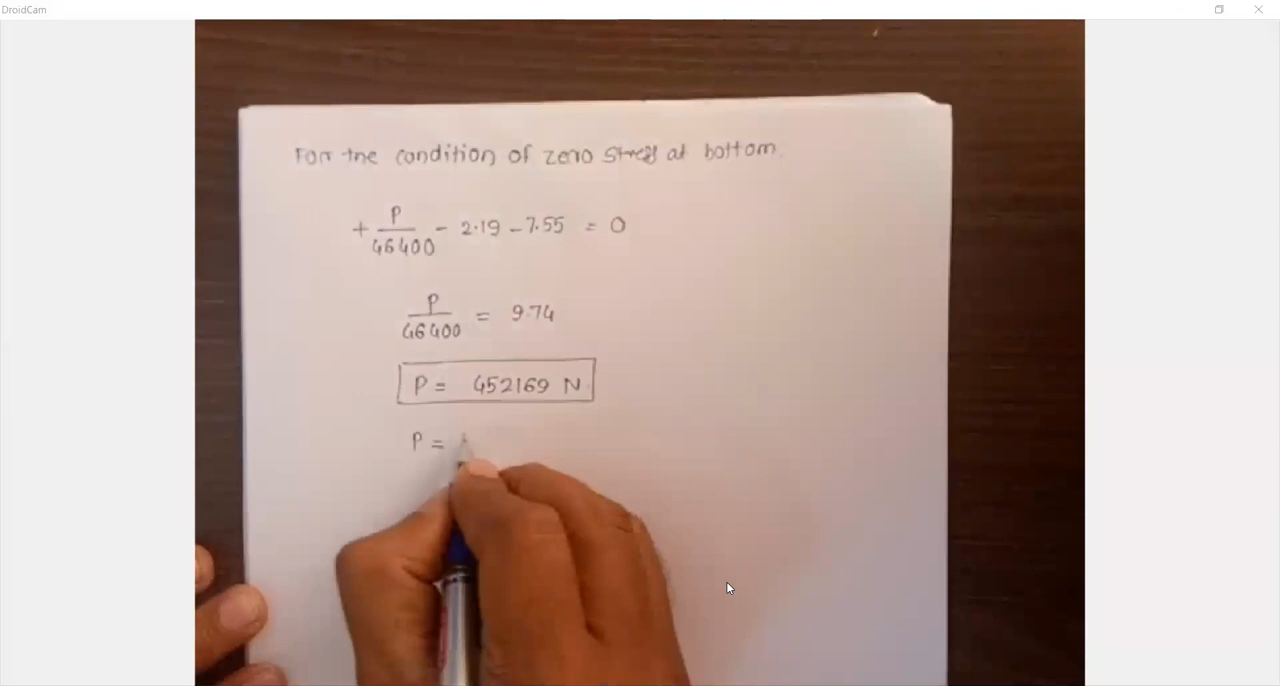 DroidCam
For the condition of zero stress at bottom.
+ P/46400 - 2.19 - 7.55 = 0
P/46400 = 9.74
P = 452169 N
P =